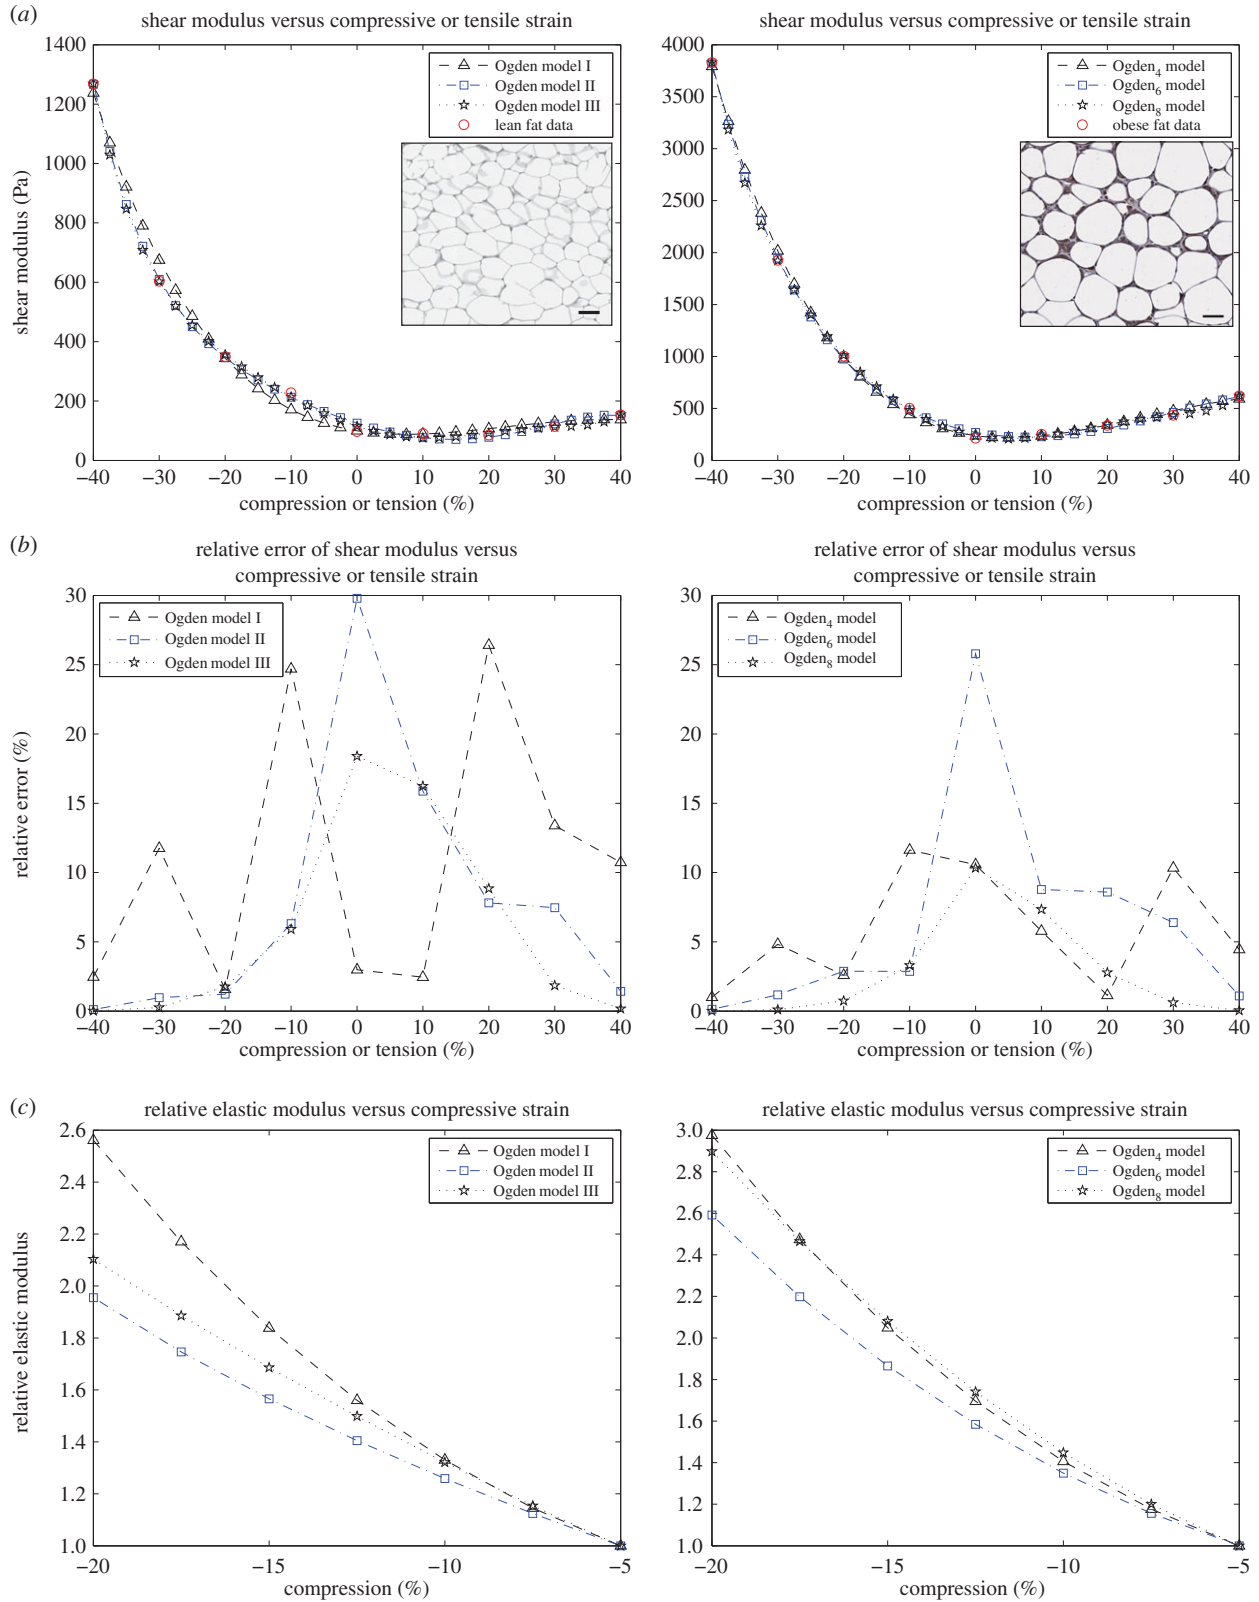 (a)
shear modulus versus compressive or tensile strain
1400
1200
1000
800
600
400
200
0
shear modulus (Pa)
Ogden model I
Ogden model II
Ogden model III
lean fat data
−40 −30 −20 −10 0 10 20 30 40
compression or tension (%)
shear modulus versus compressive or tensile strain
4000
3500
3000
2500
2000
1500
1000
500
0
Ogden4 model
Ogden6 model
Ogden8 model
obese fat data
−40 −30 −20 −10 0 10 20 30 40
compression or tension (%)
(b)
relative error of shear modulus versus
compressive or tensile strain
30
25
20
15
10
5
0
relative error (%)
Ogden model I
Ogden model II
Ogden model III
−40 −30 −20 −10 0 10 20 30 40
compression or tension (%)
relative error of shear modulus versus
compressive or tensile strain
30
25
20
15
10
5
0
Ogden4 model
Ogden6 model
Ogden8 model
−40 −30 −20 −10 0 10 20 30 40
compression or tension (%)
(c)
relative elastic modulus versus compressive strain
2.6
2.4
2.2
2.0
1.8
1.6
1.4
1.2
1.0
relative elastic modulus
Ogden model I
Ogden model II
Ogden model III
−20 −15 −10 −5
compression (%)
relative elastic modulus versus compressive strain
3.0
2.8
2.6
2.4
2.2
2.0
1.8
1.6
1.4
1.2
1.0
Ogden4 model
Ogden6 model
Ogden8 model
−20 −15 −10 −5
compression (%)